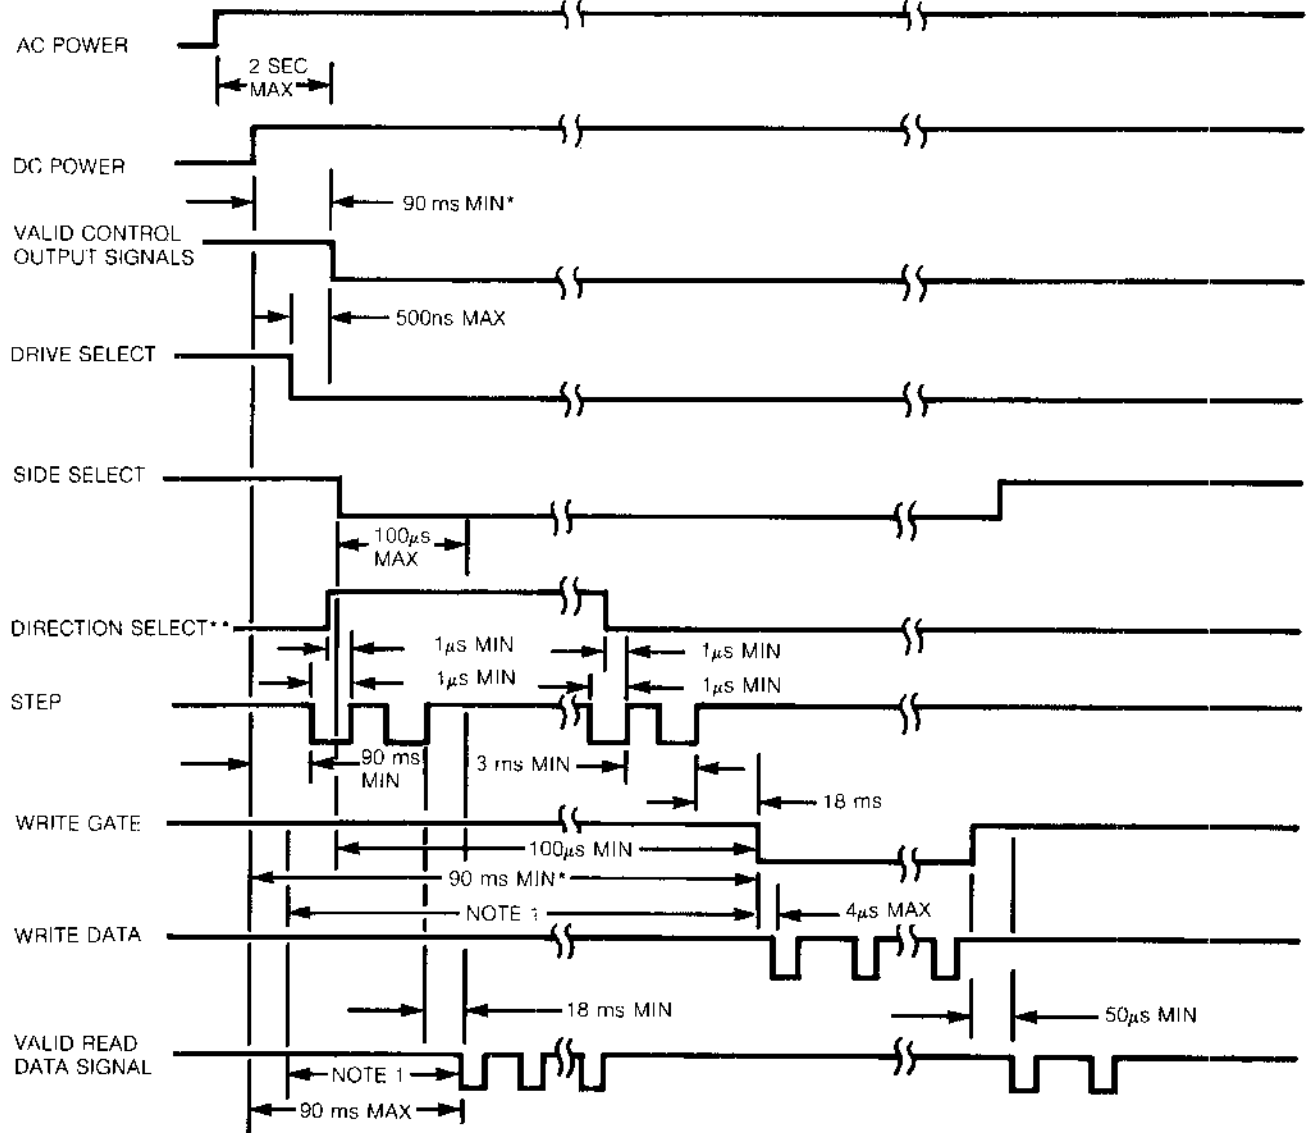 AC POWER
2 SEC
MAX
DC POWER
90 ms MIN*
VALID CONTROL
OUTPUT SIGNALS
500ns MAX
DRIVE SELECT
SIDE SELECT
100μs
MAX
DIRECTION SELECT**
1μs MIN
1μs MIN
1μs MIN
1μs MIN
STEP
90 ms
MIN
3 ms MIN
18 ms
WRITE GATE
100μs MIN
90 ms MIN*
NOTE 1
4μs MAX
WRITE DATA
18 ms MIN
50μs MIN
VALID READ
DATA SIGNAL
NOTE 1
90 ms MAX